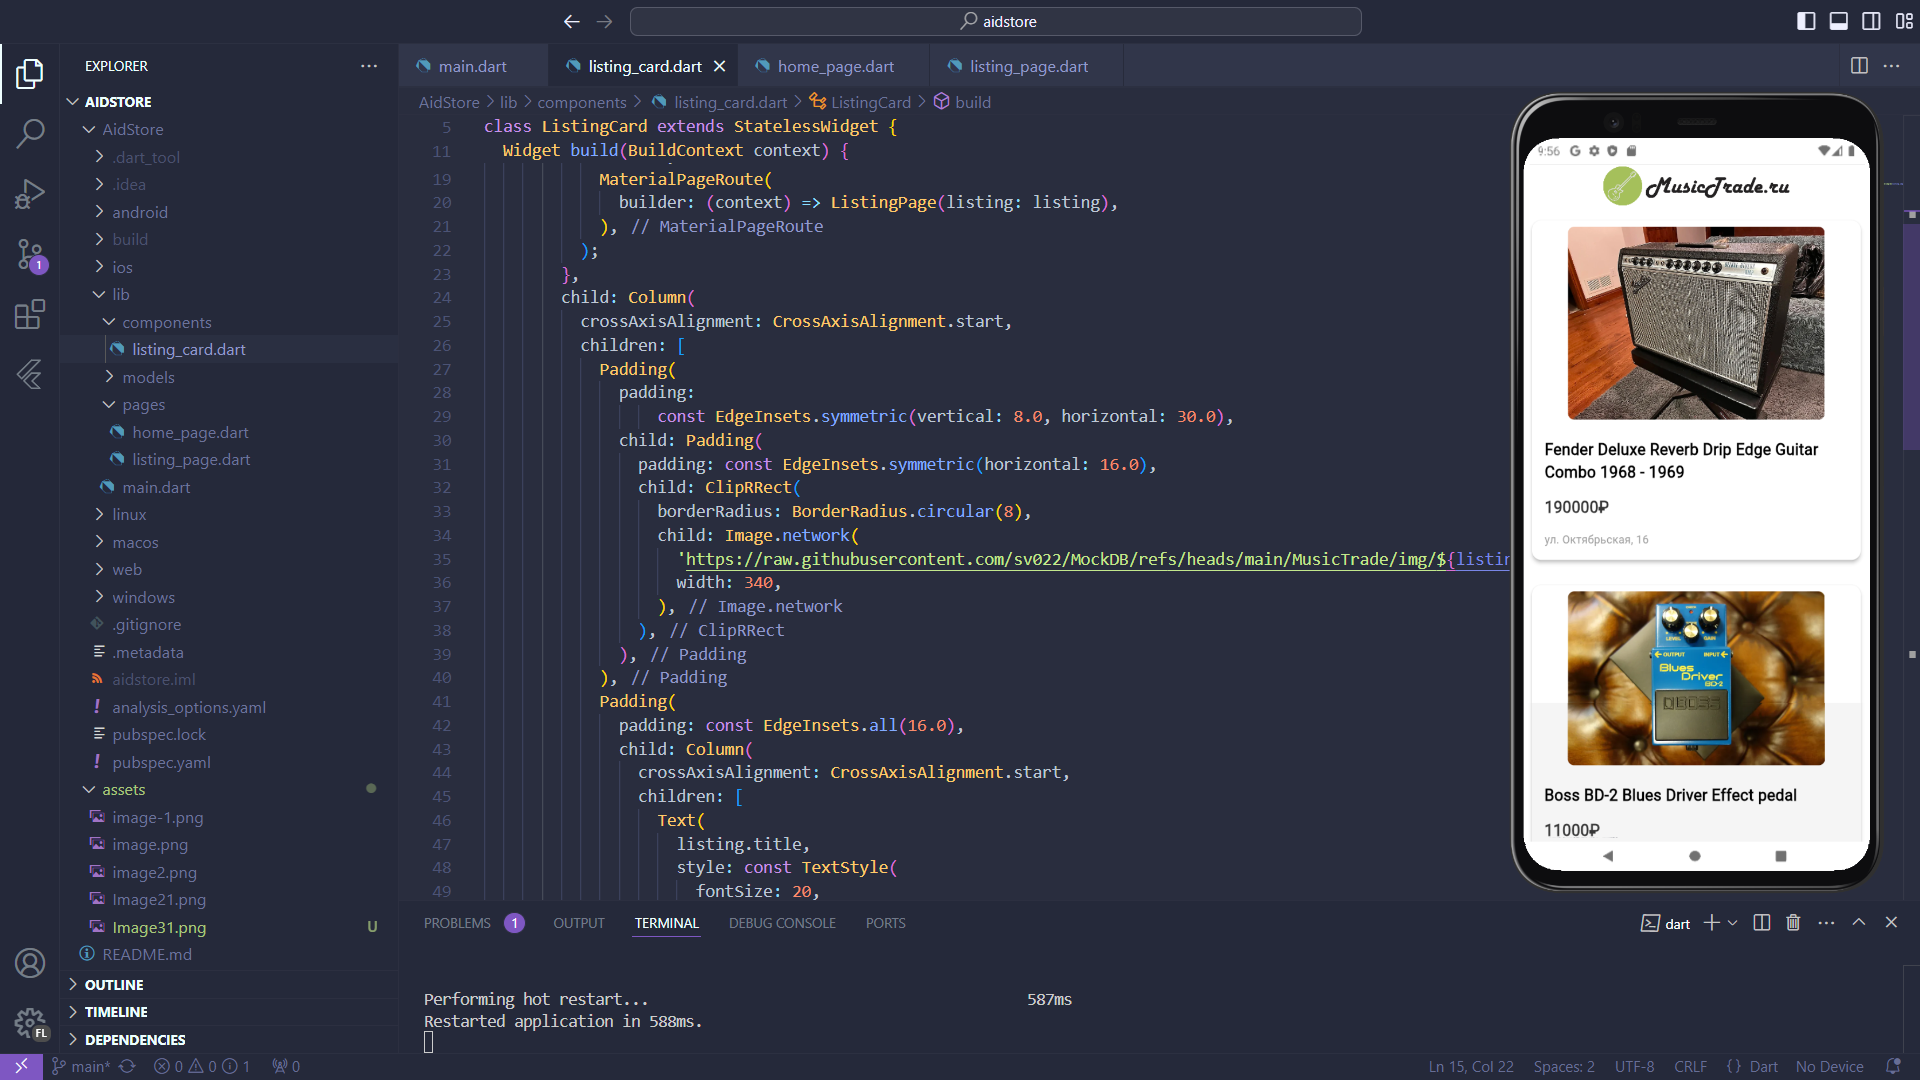 aidstore
EXPLORER
AIDSTORE
AidStore
.dart_tool
.idea
android
build
ios
lib
components
listing_card.dart
models
pages
home_page.dart
listing_page.dart
main.dart
linux
macos
web
windows
.gitignore
.metadata
aidstore.iml
analysis_options.yaml
pubspec.lock
pubspec.yaml
assets
image-1.png
image.png
image2.png
Image21.png
Image31.png U
README.md
OUTLINE
TIMELINE
DEPENDENCIES
1
FL
main.dart listing_card.dart home_page.dart listing_page.dart
AidStore > lib > components > listing_card.dart > ListingCard > build
5 class ListingCard extends StatelessWidget {
11 Widget build(BuildContext context) {
19 MaterialPageRoute(
20 builder: (context) => ListingPage(listing: listing),
21 ), // MaterialPageRoute
22 );
23 },
24 child: Column(
25 crossAxisAlignment: CrossAxisAlignment.start,
26 children: [
27 Padding(
28 padding:
29 const EdgeInsets.symmetric(vertical: 8.0, horizontal: 30.0),
30 child: Padding(
31 padding: const EdgeInsets.symmetric(horizontal: 16.0),
32 child: ClipRRect(
33 borderRadius: BorderRadius.circular(8),
34 child: Image.network(
35 'https://raw.githubusercontent.com/sv022/MockDB/refs/heads/main/MusicTrade/img/${listin
36 width: 340,
37 ), // Image.network
38 ), // ClipRRect
39 ), // Padding
40 ), // Padding
41 Padding(
42 padding: const EdgeInsets.all(16.0),
43 child: Column(
44 crossAxisAlignment: CrossAxisAlignment.start,
45 children: [
46 Text(
47 listing.title,
48 style: const TextStyle(
49 fontSize: 20,
9:56
MusicTrade.ru
Fender Deluxe Reverb Drip Edge Guitar
Combo 1968 - 1969
190000₽
ул. Октябрьская, 16
LEVEL GAIN
OUTPUT INPUT
Blues
Driver
BD-2
BOSS
Boss BD-2 Blues Driver Effect pedal
11000₽
PROBLEMS 1 OUTPUT TERMINAL DEBUG CONSOLE PORTS dart
Performing hot restart... 587ms
Restarted application in 588ms.
main* 0 0 1 0 Ln 15, Col 22 Spaces: 2 UTF-8 CRLF {} Dart No Device